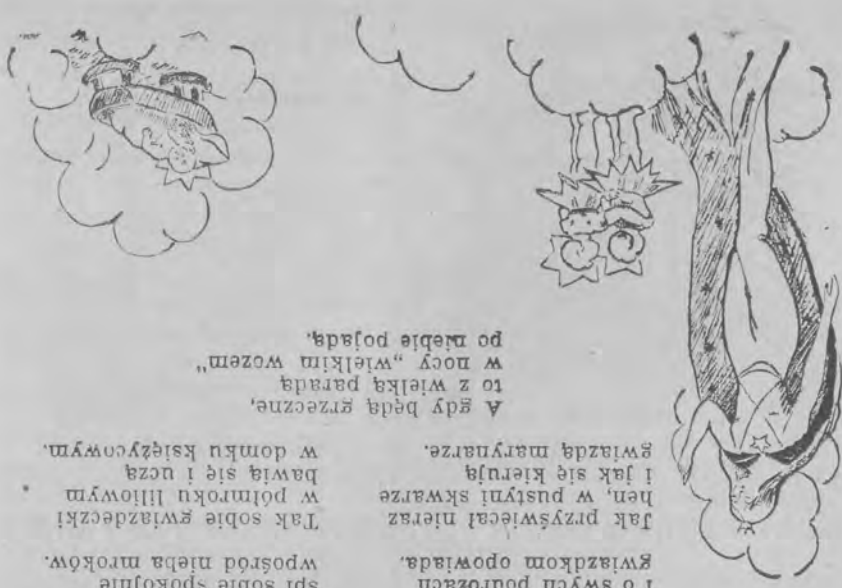 I o swych podróżach
gwiazdkom opowiada.
Jak przyświecał nieraz
hen, w pustyni skwarze
i jak się kierują
gwiazdą marynarze.
śpi sobie spokojnie
wpośród nieba mroków.
Tak sobie gwiazdeczki
w półmroku liliowym
bawią się i uczą
w domku księżycowym.
A gdy będą grzeczne,
to z wielką paradą
w nocy „wielkim wozem"
po niebie pojadą.